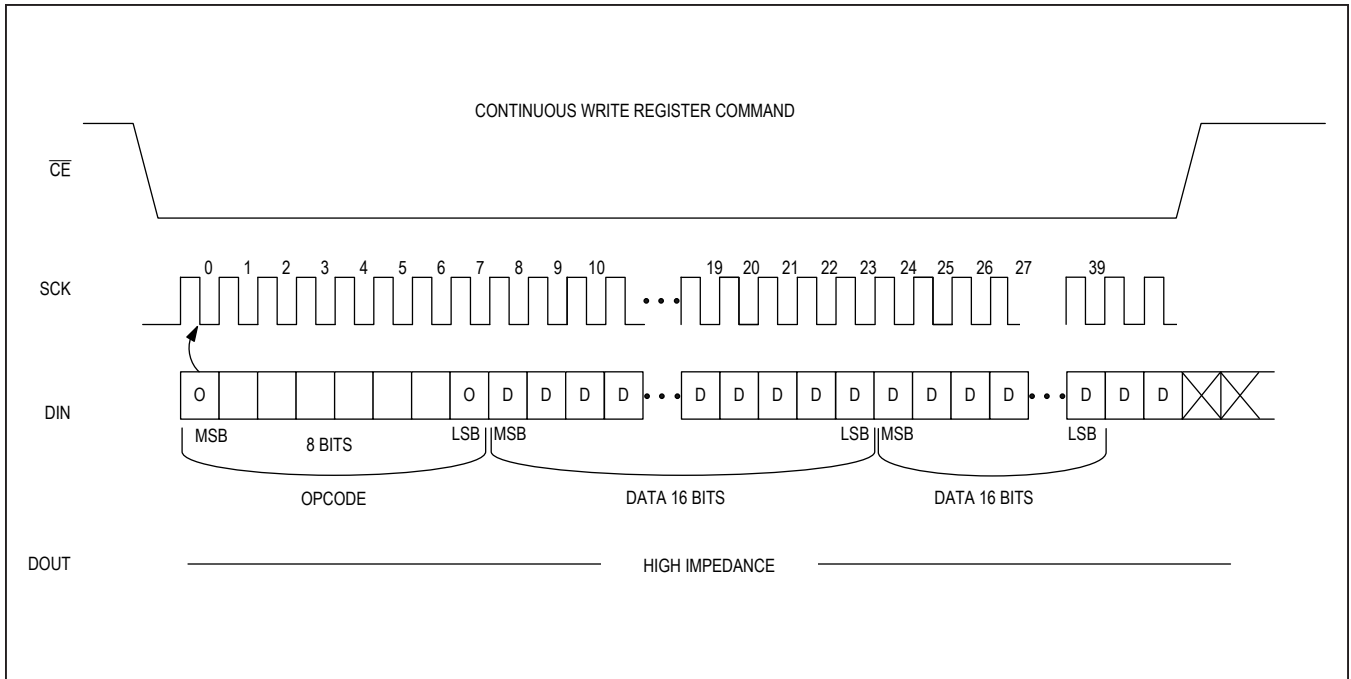 CONTINUOUS WRITE REGISTER COMMAND
CE
0 1 2 3 4 5 6 7 8 9 10 19 20 21 22 23 24 25 26 27 39
SCK
O O D D D D D D D D D D D D D D D D
DIN
MSB 8 BITS LSB MSB LSB MSB LSB
OPCODE DATA 16 BITS DATA 16 BITS
DOUT HIGH IMPEDANCE